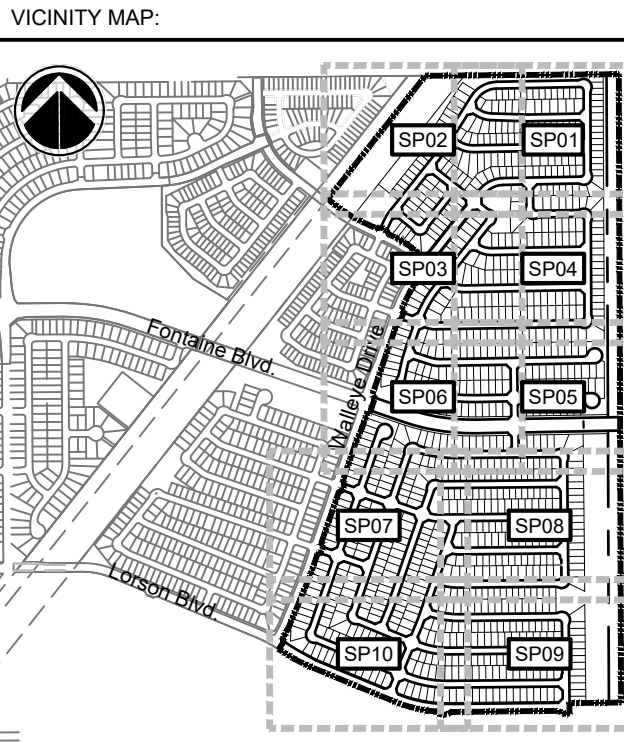 VICINITY MAP:
SP02
SP01
SP03
SP04
Fontaine Blvd.
Walleye Drive
SP06
SP05
SP07
SP08
Lorson Blvd.
SP10
SP09